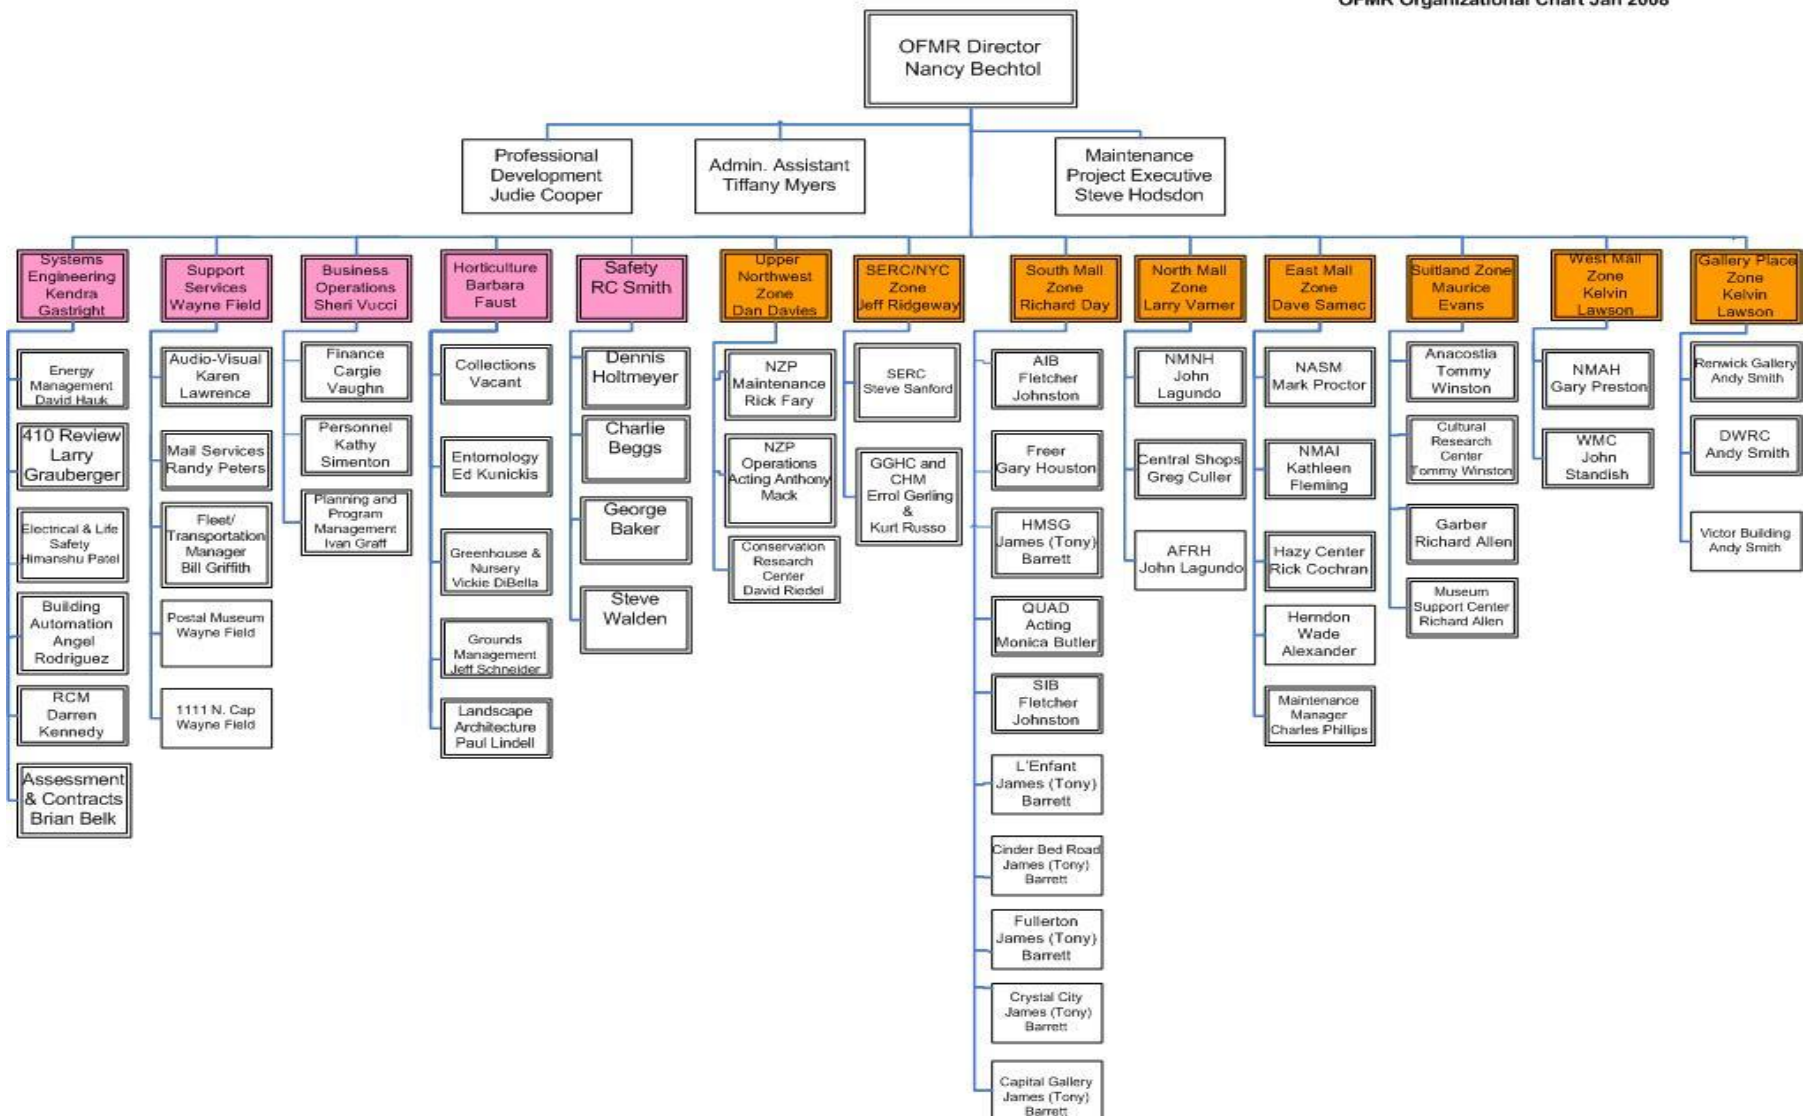 OFMR Organizational Chart Jan 2008
OFMR Director
Nancy Bechtol
Professional
Development
Judie Cooper
Admin. Assistant
Tiffany Myers
Maintenance
Project Executive
Steve Hodsdon
Systems
Engineering
Kendra
Gastright
Support
Services
Wayne Field
Business
Operations
Sheri Vucci
Horticulture
Barbara
Faust
Safety
RC Smith
Upper
Northwest
Zone
Dan Davies
SERC/NYC
Zone
Jeff Ridgeway
South Mall
Zone
Richard Day
North Mall
Zone
Larry Varner
East Mall
Zone
Dave Samec
Suitland Zone
Maurice
Evans
West Mall
Zone
Kelvin
Lawson
Gallery Place
Zone
Kelvin
Lawson
Energy
Management
David Hauk
410 Review
Larry
Grauberger
Electrical & Life
Safety
Himanshu Patel
Building
Automation
Angel
Rodriguez
RCM
Darren
Kennedy
Assessment
& Contracts
Brian Belk
Audio-Visual
Karen
Lawrence
Mail Services
Randy Peters
Fleet/
Transportation
Manager
Bill Griffith
Postal Museum
Wayne Field
1111 N. Cap
Wayne Field
Finance
Cargie
Vaughn
Personnel
Kathy
Simenton
Planning and
Program
Management
Ivan Graff
Collections
Vacant
Entomology
Ed Kunickis
Greenhouse &
Nursery
Vickie DiBella
Grounds
Management
Jeff Schneider
Landscape
Architecture
Paul Lindell
Dennis
Holtmeyer
Charlie
Beggs
George
Baker
Steve
Walden
NZP
Maintenance
Rick Fary
NZP
Operations
Acting Anthony
Mack
Conservation
Research
Center
David Riedel
SERC
Steve Sanford
GGHC and
CHM
Errol Gerling
&
Kurt Russo
AIB
Fletcher
Johnston
Freer
Gary Houston
HMSG
James (Tony)
Barrett
QUAD
Acting
Monica Butler
SIB
Fletcher
Johnston
L'Enfant
James (Tony)
Barrett
Cinder Bed Road
James (Tony)
Barrett
Fullerton
James (Tony)
Barrett
Crystal City
James (Tony)
Barrett
Capital Gallery
James (Tony)
Barrett
NMNH
John
Lagundo
Central Shops
Greg Culler
AFRH
John Lagundo
NASM
Mark Proctor
NMAI
Kathleen
Fleming
Hazy Center
Rick Cochran
Herndon
Wade
Alexander
Maintenance
Manager
Charles Phillips
Anacostia
Tommy
Winston
Cultural
Research
Center
Tommy Winston
Garber
Richard Allen
Museum
Support Center
Richard Allen
NMAH
Gary Preston
WMC
John
Standish
Renwick Gallery
Andy Smith
DWRC
Andy Smith
Victor Building
Andy Smith